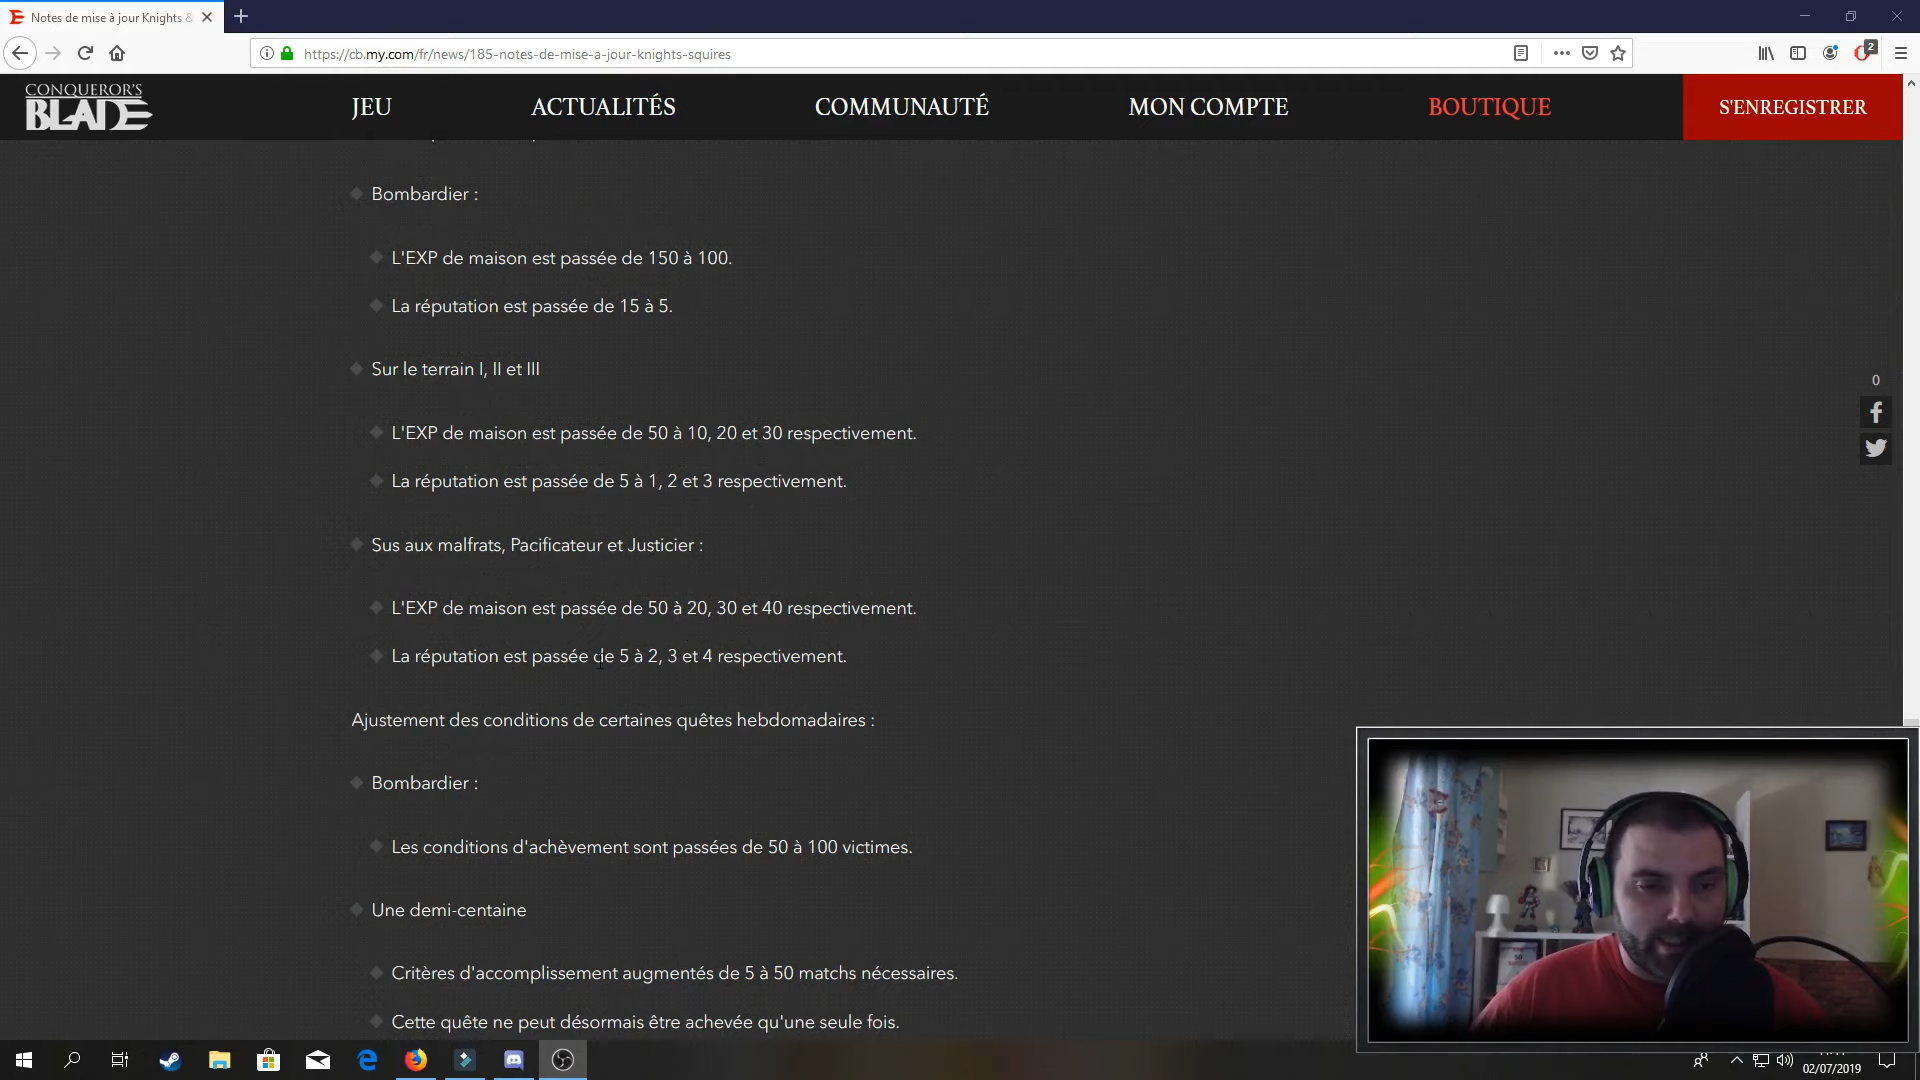 Notes de mise à jour Knights &
https://cb.my.com/fr/news/185-notes-de-mise-a-jour-knights-squires
2
CONQUEROR'S
BLADE
JEU
ACTUALITÉS
COMMUNAUTÉ
MON COMPTE
BOUTIQUE
S'ENREGISTRER
Bombardier :
L'EXP de maison est passée de 150 à 100.
La réputation est passée de 15 à 5.
Sur le terrain I, II et III
0
L'EXP de maison est passée de 50 à 10, 20 et 30 respectivement.
La réputation est passée de 5 à 1, 2 et 3 respectivement.
Sus aux malfrats, Pacificateur et Justicier :
L'EXP de maison est passée de 50 à 20, 30 et 40 respectivement.
La réputation est passée de 5 à 2, 3 et 4 respectivement.
Ajustement des conditions de certaines quêtes hebdomadaires :
Bombardier :
Les conditions d'achèvement sont passées de 50 à 100 victimes.
Une demi-centaine
Critères d'accomplissement augmentés de 5 à 50 matchs nécessaires.
Cette quête ne peut désormais être achevée qu'une seule fois.
02/07/2019